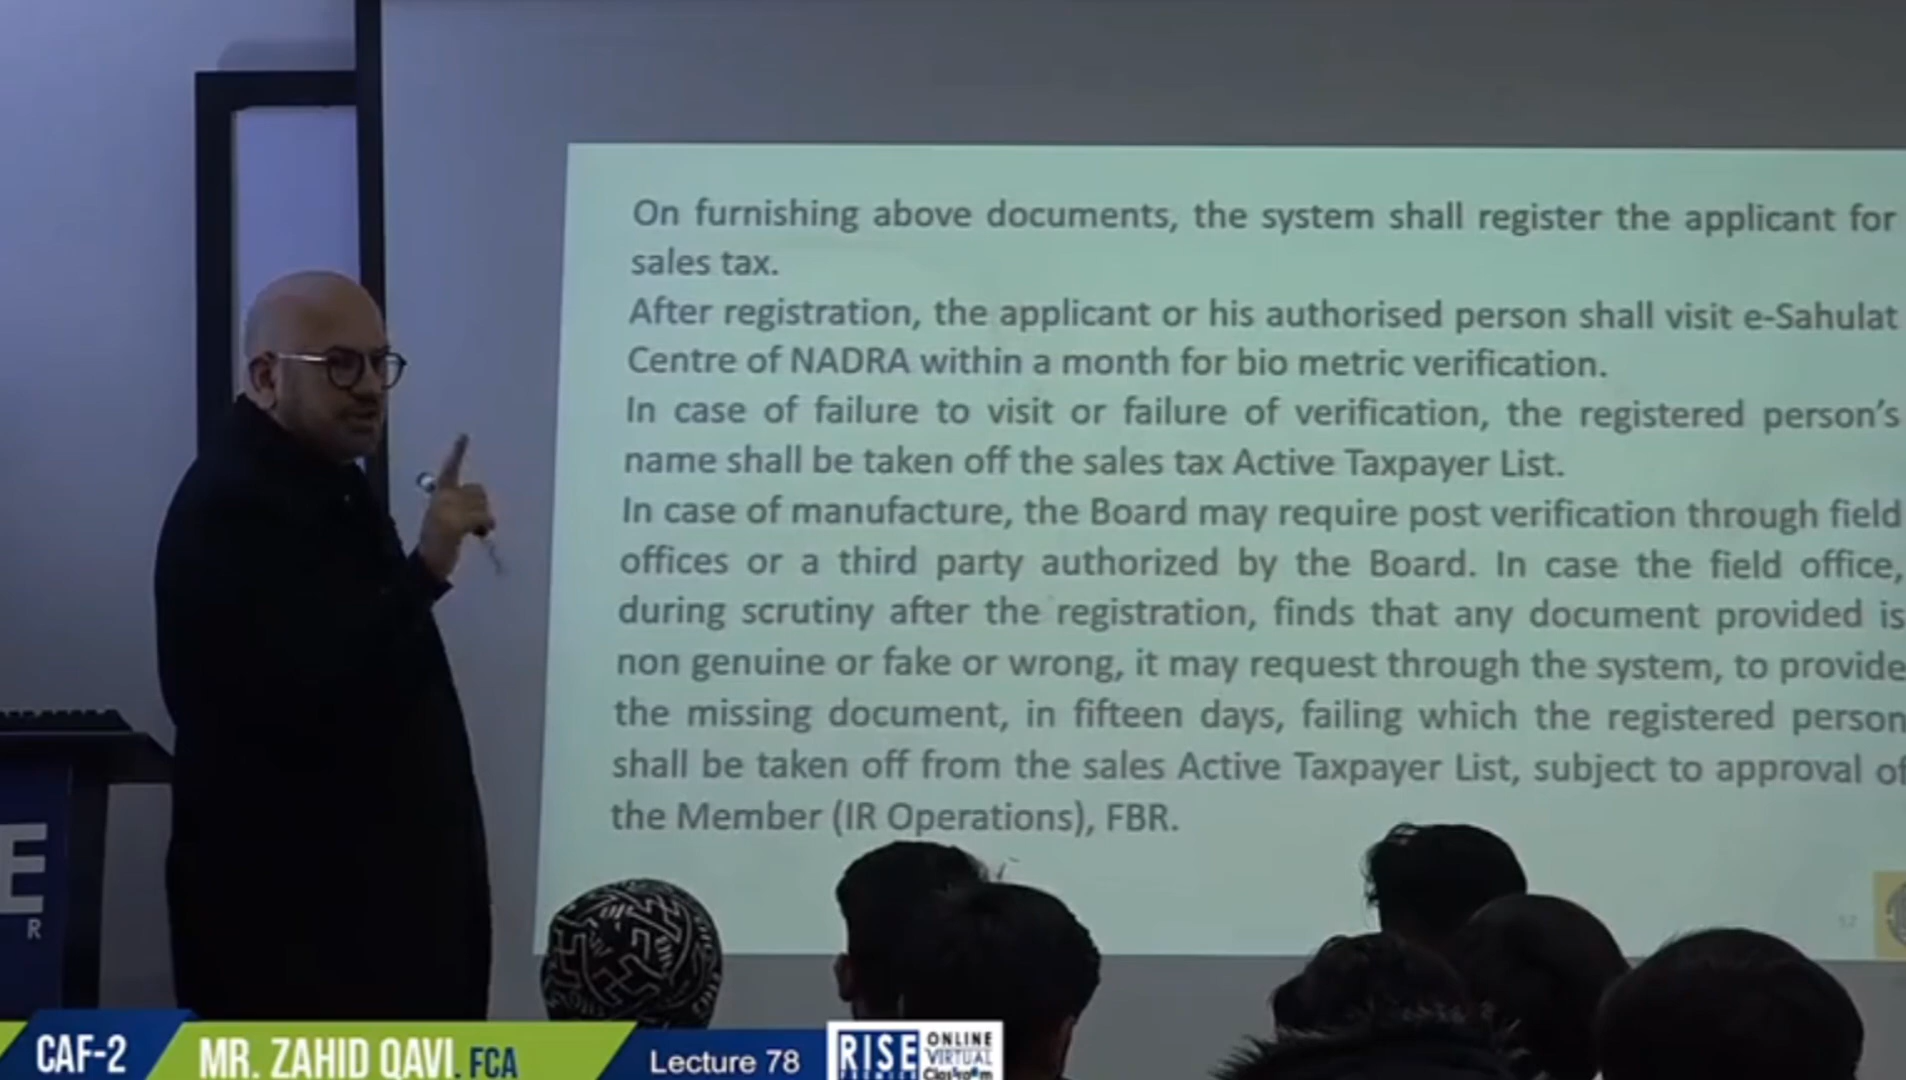 On furnishing above documents, the system shall register the applicant for
sales tax.
After registration, the applicant or his authorised person shall visit e-Sahulat
Centre of NADRA within a month for bio metric verification.
In case of failure to visit or failure of verification, the registered person's
name shall be taken off the sales tax Active Taxpayer List.
In case of manufacture, the Board may require post verification through field
offices or a third party authorized by the Board. In case the field office,
during scrutiny after the registration, finds that any document provided is
non genuine or fake or wrong, it may request through the system, to provide
the missing document, in fifteen days, failing which the registered person
shall be taken off from the sales Active Taxpayer List, subject to approval of
the Member (IR Operations), FBR.
E
R
CAF-2
MR. ZAHID QAVI. FCA
Lecture 78
RISE
ONLINE
VIRTUAL